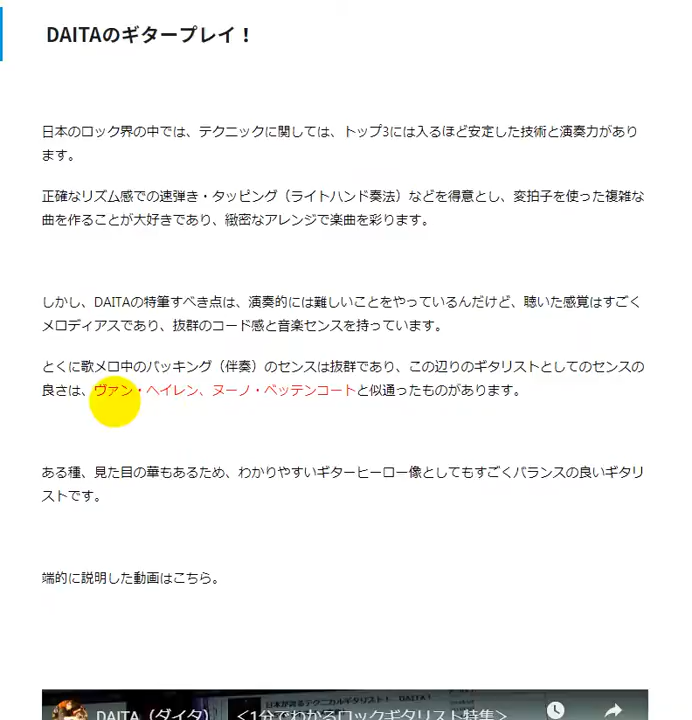 DAITAのギタープレイ！
日本のロック界の中では、テクニックに関しては、トップ3には入るほど安定した技術と演奏力があり
ます。
正確なリズム感での速弾き・タッピング（ライトハンド奏法）などを得意とし、変拍子を使った複雑な
曲を作ることが大好きであり、緻密なアレンジで楽曲を彩ります。
しかし、DAITAの特筆すべき点は、演奏的には難しいことをやっているんだけど、聴いた感覚はすごく
メロディアスであり、抜群のコード感と音楽センスを持っています。
とくに歌メロ中のバッキング（伴奏）のセンスは抜群であり、この辺りのギタリストとしてのセンスの
良さは、ヴァン・ヘイレン、ヌーノ・ベッテンコートと似通ったものがあります。
ある種、見た目の華もあるため、わかりやすいギターヒーロー像としてもすごくバランスの良いギタリ
ストです。
端的に説明した動画はこちら。
日本が誇るテクニカルギタリスト！ DAITA！
DAITA（ダイタ） ＜1分でわかるロックギタリスト特集＞